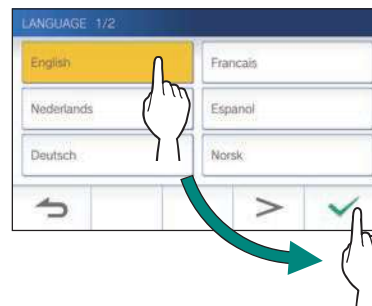 LANGUAGE 1/2
English
Francais
Nederlands
Espanol
Deutsch
Norsk